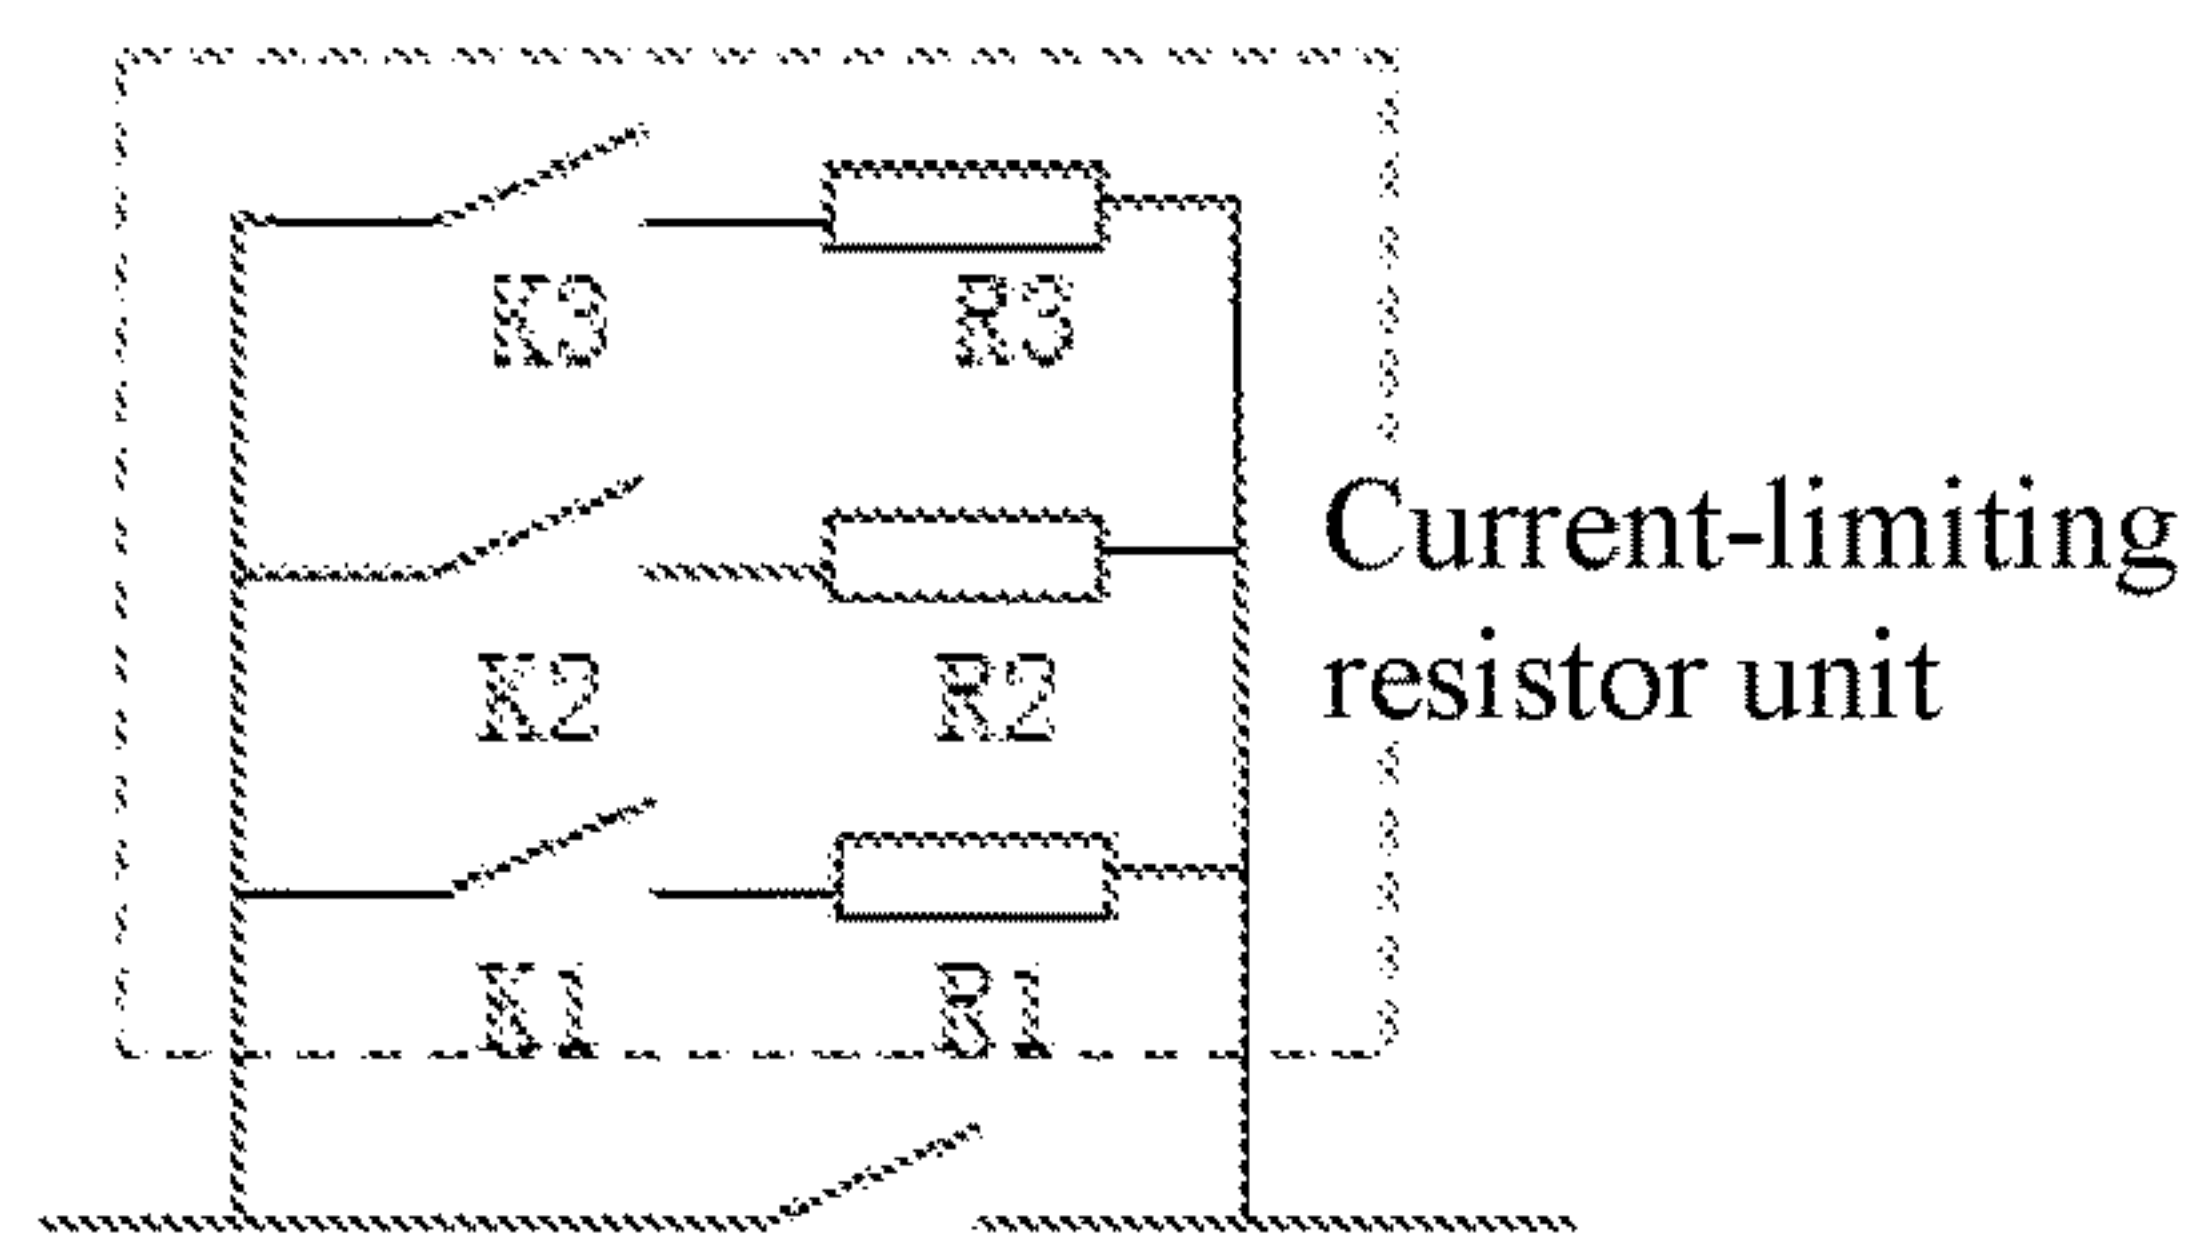 K3 R3
Current-limiting
resistor unit
K2 R2
K1 R1